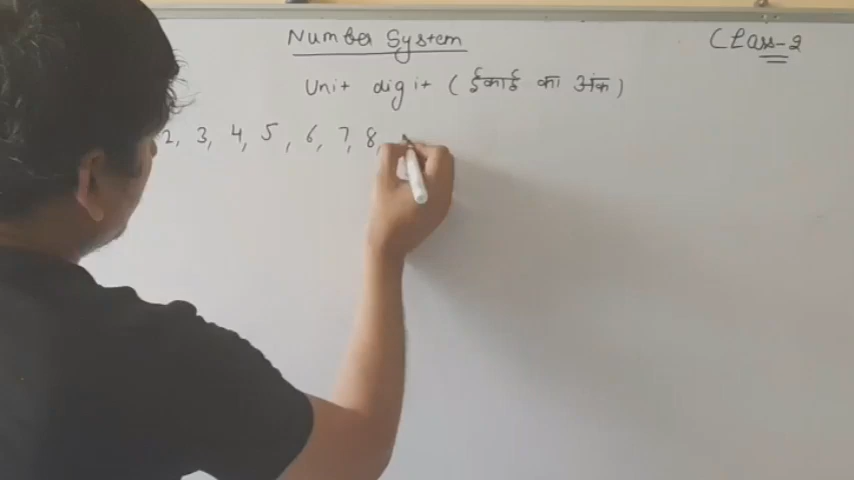 Number System
Class-2
Unit digit (ईकाई का अंक)
2, 3, 4, 5, 6, 7, 8,